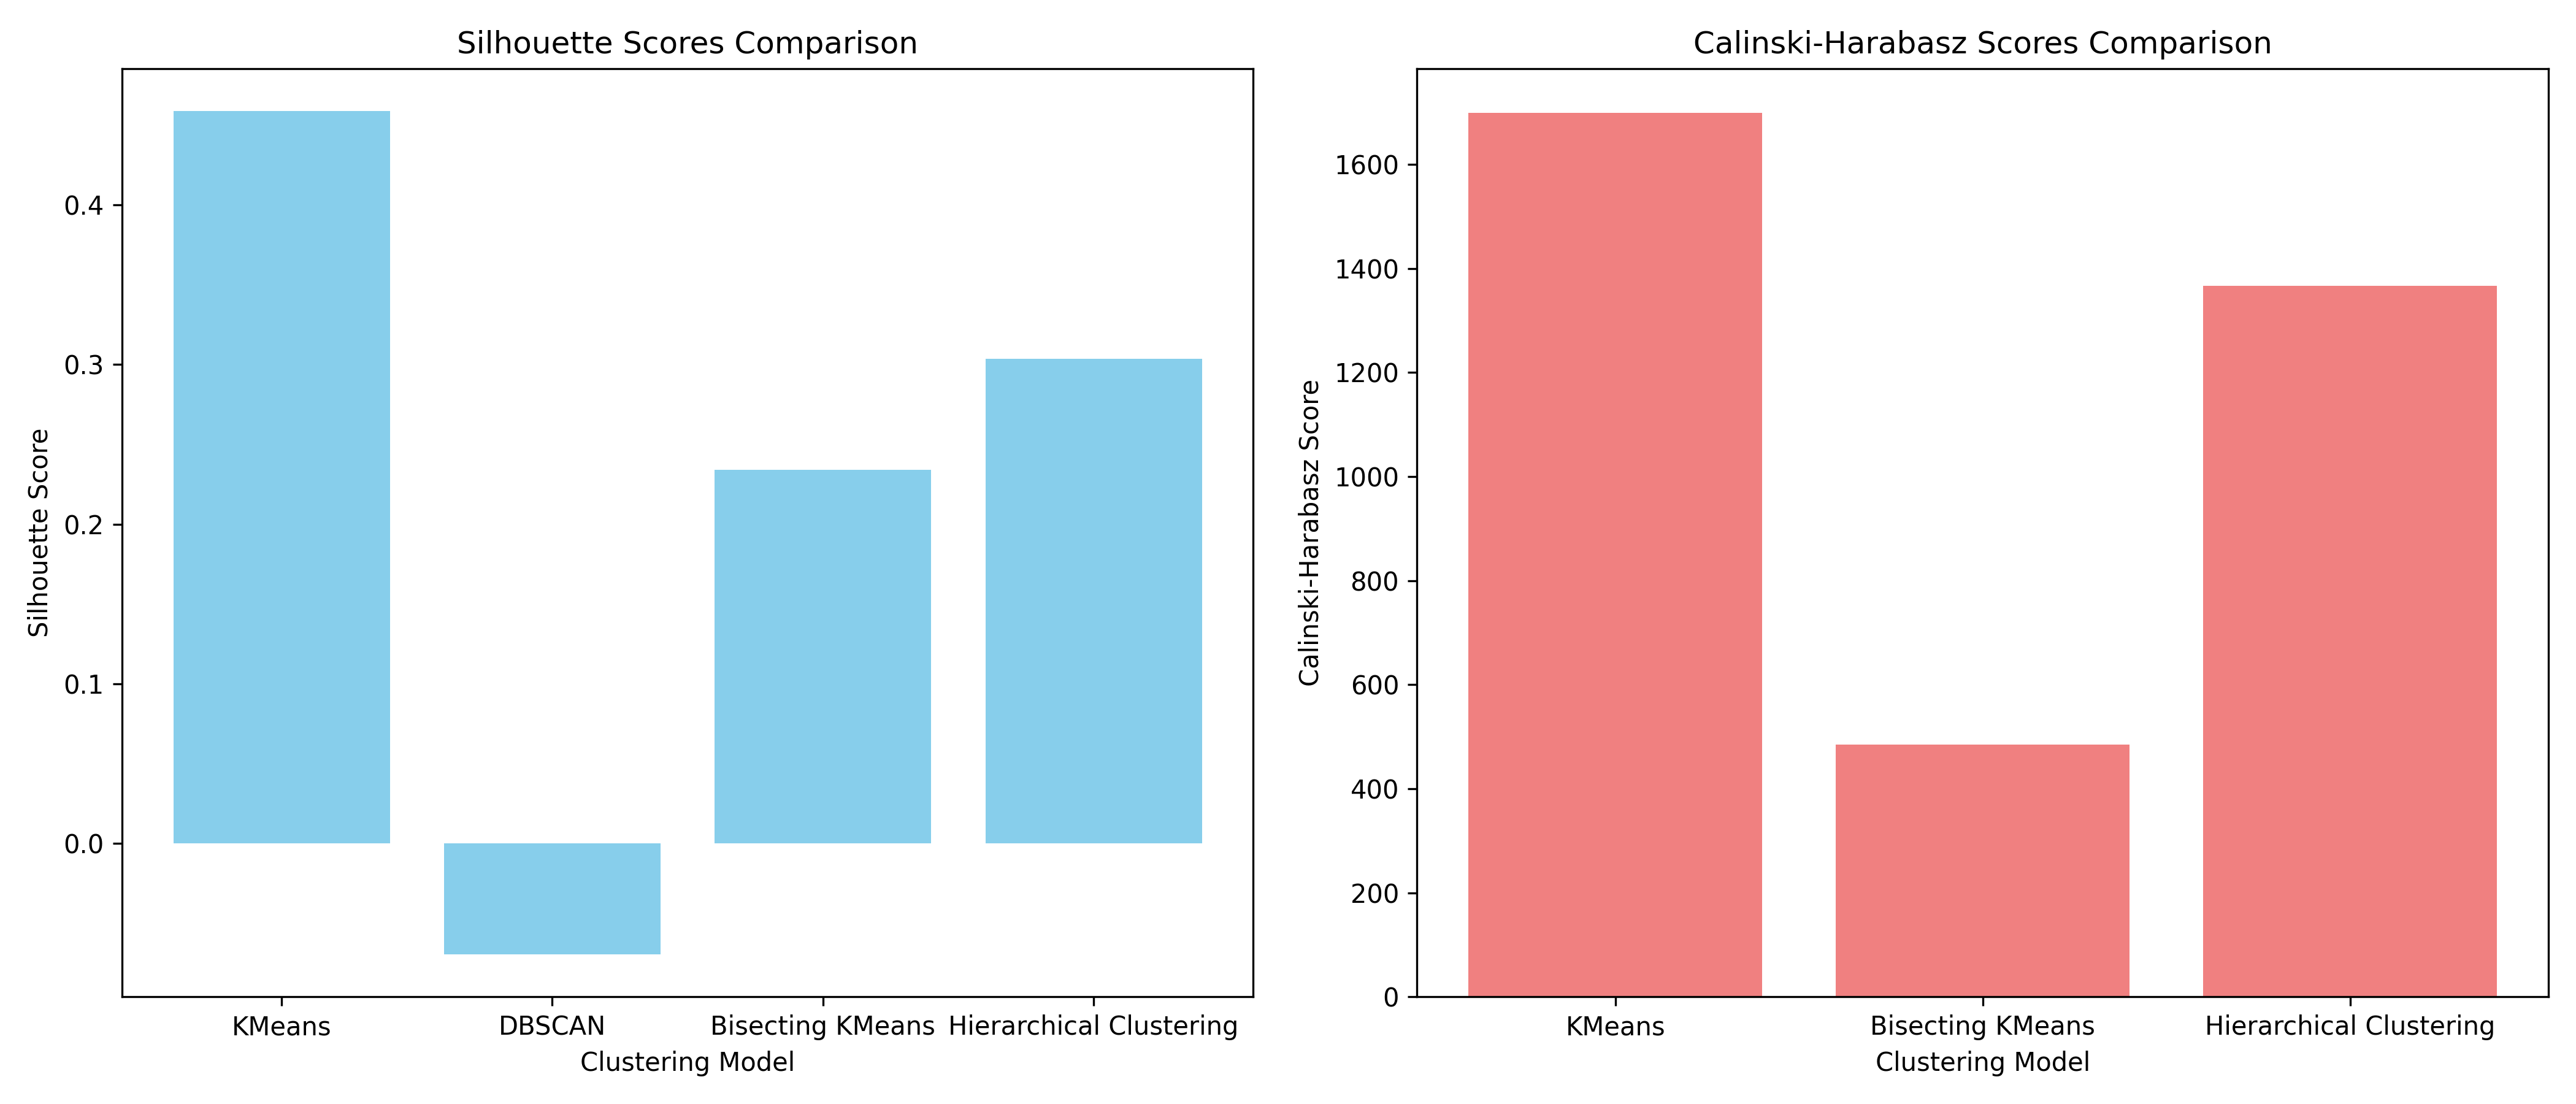 Silhouette Scores Comparison
Silhouette Score
0.4
0.3
0.2
0.1
0.0
KMeans
DBSCAN
Bisecting KMeans
Hierarchical Clustering
Clustering Model
Calinski-Harabasz Scores Comparison
Calinski-Harabasz Score
1600
1400
1200
1000
800
600
400
200
0
KMeans
Bisecting KMeans
Hierarchical Clustering
Clustering Model